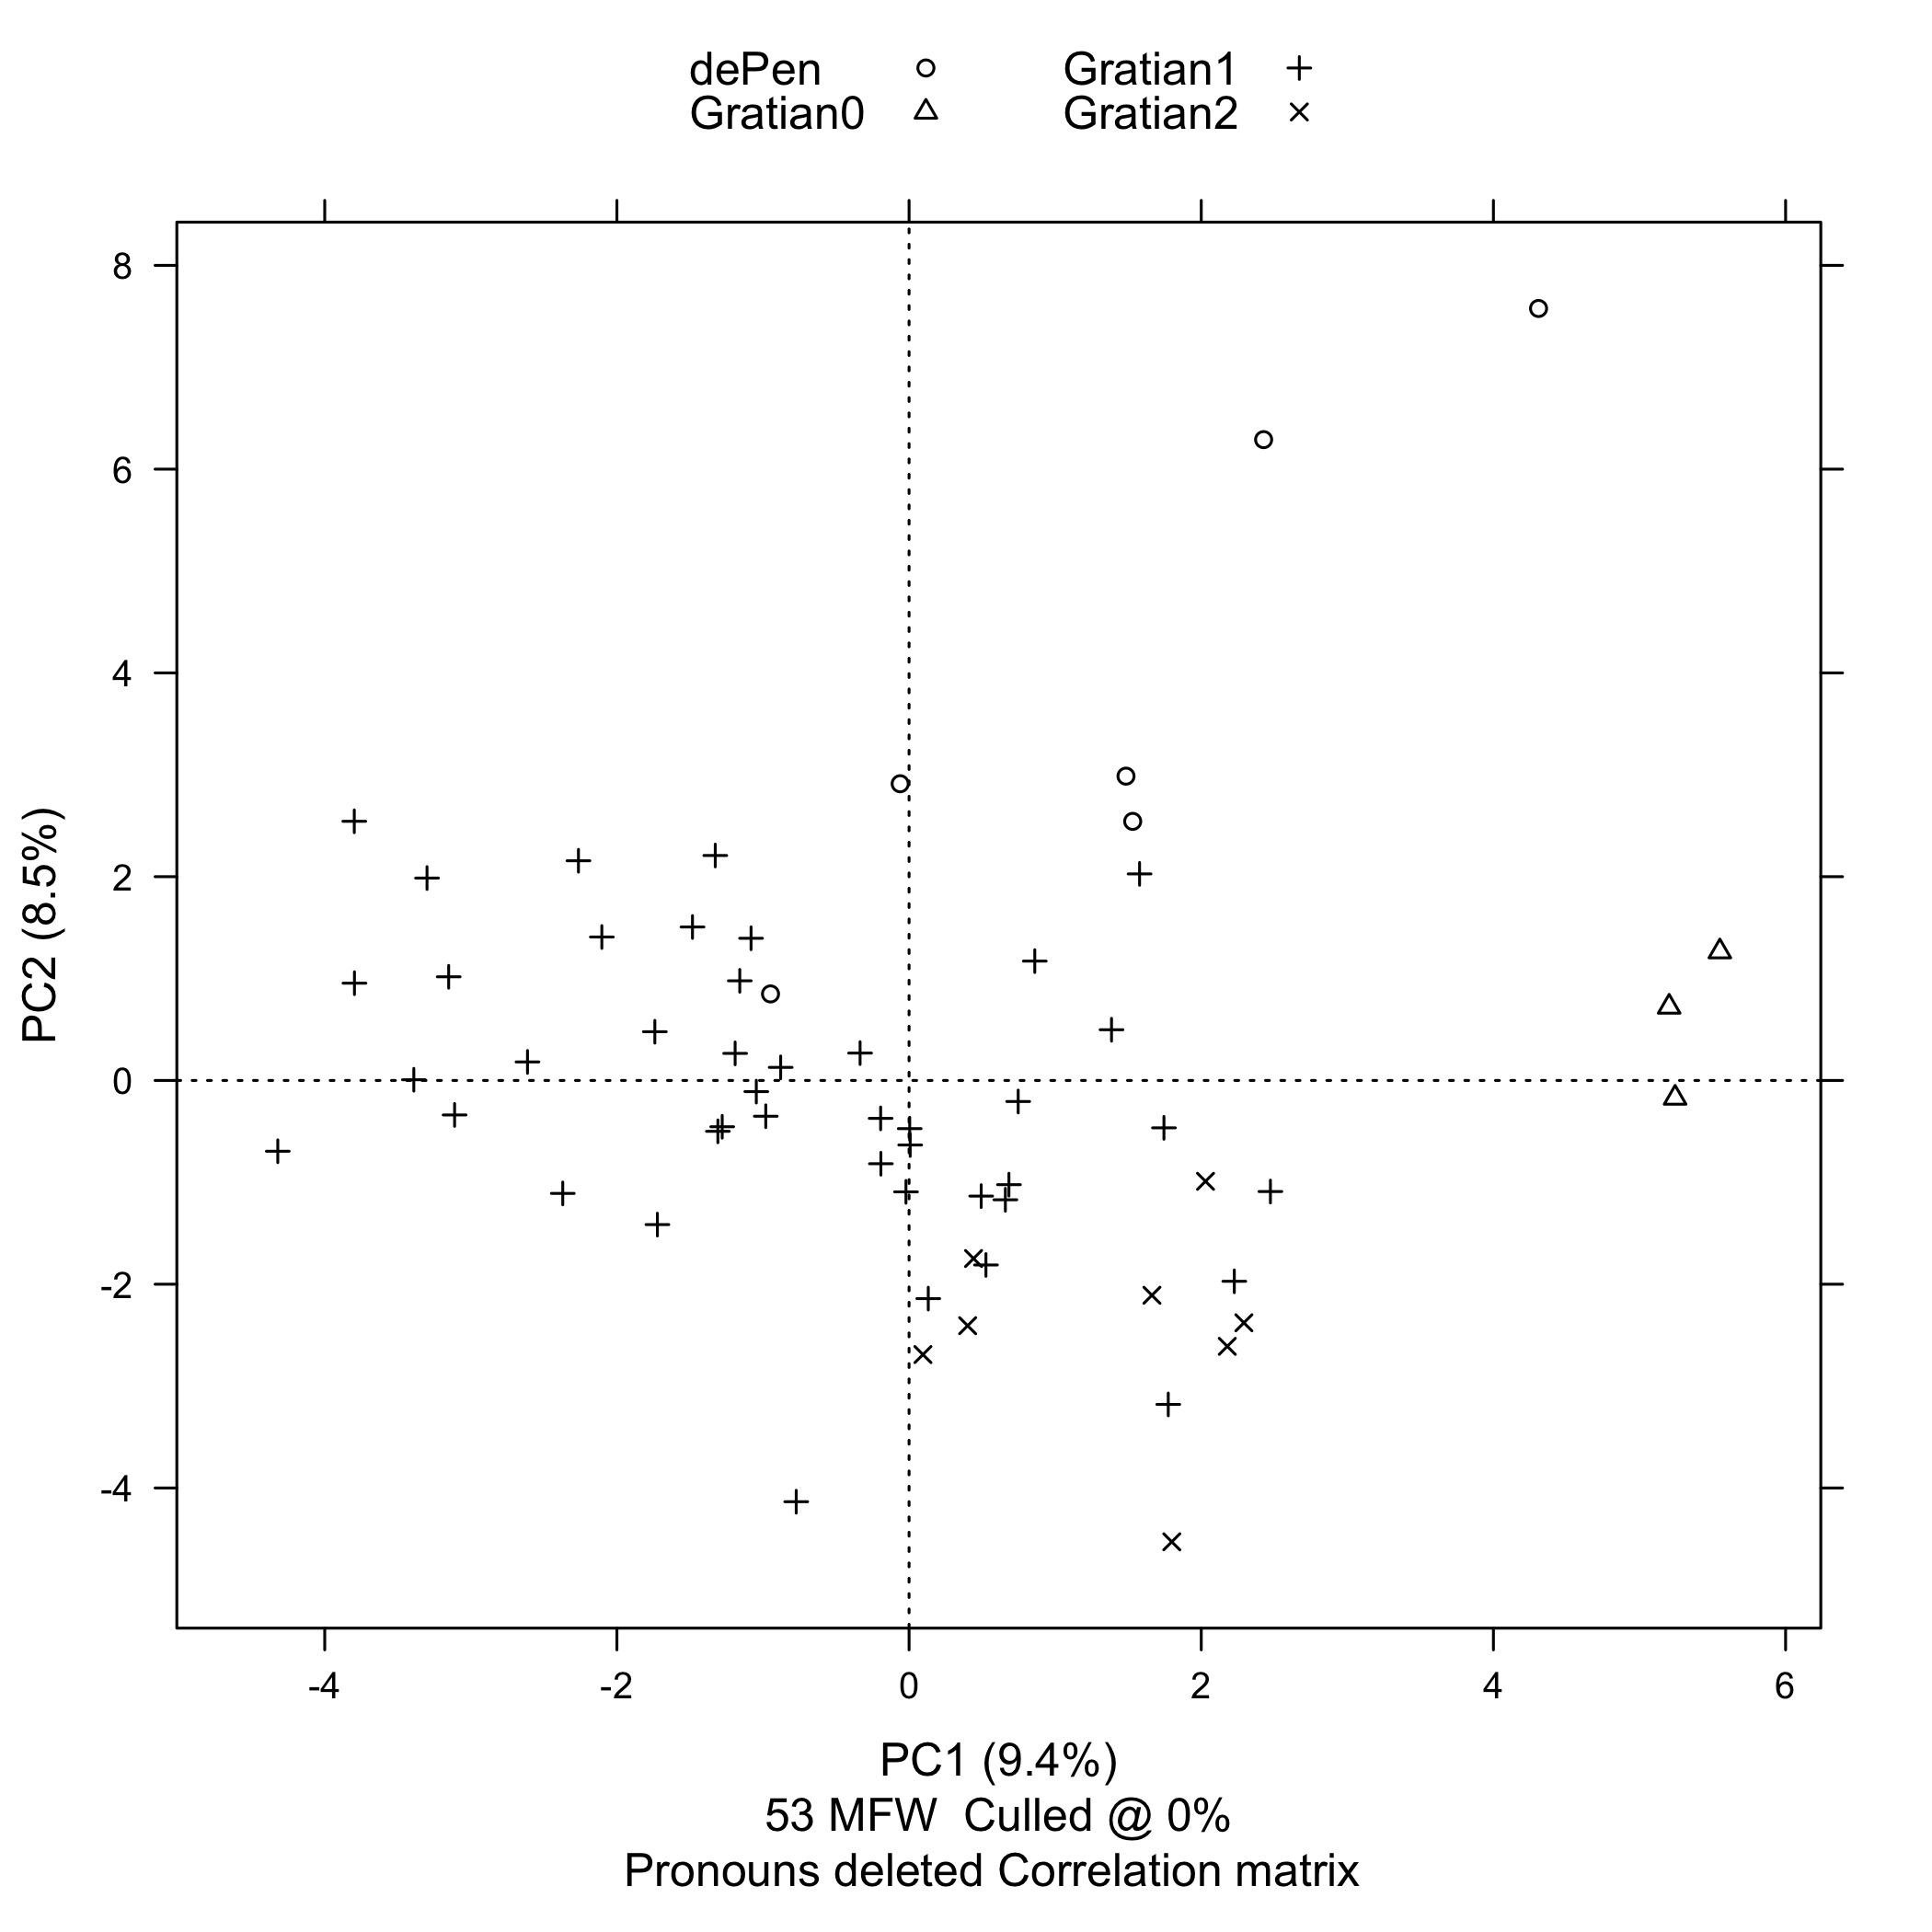 dePen Gratian1
Gratian0 Gratian2
8
6
4
2
0
-2
-4
PC2 (8.5%)
-4 -2 0 2 4 6
PC1 (9.4%)
53 MFW Culled @ 0%
Pronouns deleted Correlation matrix